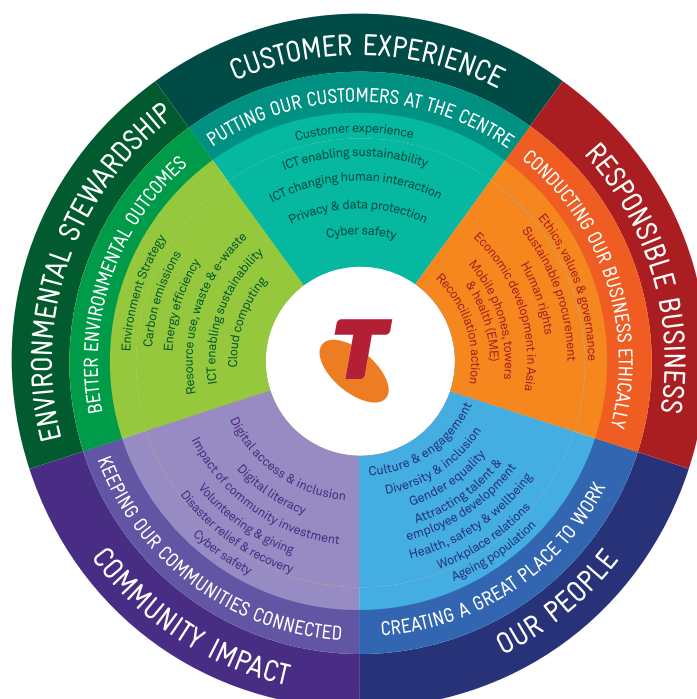 CUSTOMER EXPERIENCE
PUTTING OUR CUSTOMERS AT THE CENTRE
Customer experience
ICT enabling sustainability
ICT changing human interaction
Privacy & data protection
Cyber safety
RESPONSIBLE BUSINESS
CONDUCTING OUR BUSINESS ETHICALLY
Ethics, values & governance
Sustainable procurement
Human rights
Economic development in Asia
Mobile phones, towers
& health (EME)
Reconciliation action
OUR PEOPLE
CREATING A GREAT PLACE TO WORK
Culture & engagement
Diversity & inclusion
Gender equality
Attracting talent &
employee development
Health, safety & wellbeing
Workplace relations
Ageing population
COMMUNITY IMPACT
KEEPING OUR COMMUNITIES CONNECTED
Digital access & inclusion
Digital literacy
Impact of community investment
Volunteering & giving
Disaster relief & recovery
Cyber safety
ENVIRONMENTAL STEWARDSHIP
BETTER ENVIRONMENTAL OUTCOMES
Environment Strategy
Carbon emissions
Energy efficiency
Resource use, waste & e-waste
ICT enabling sustainability
Cloud computing
T